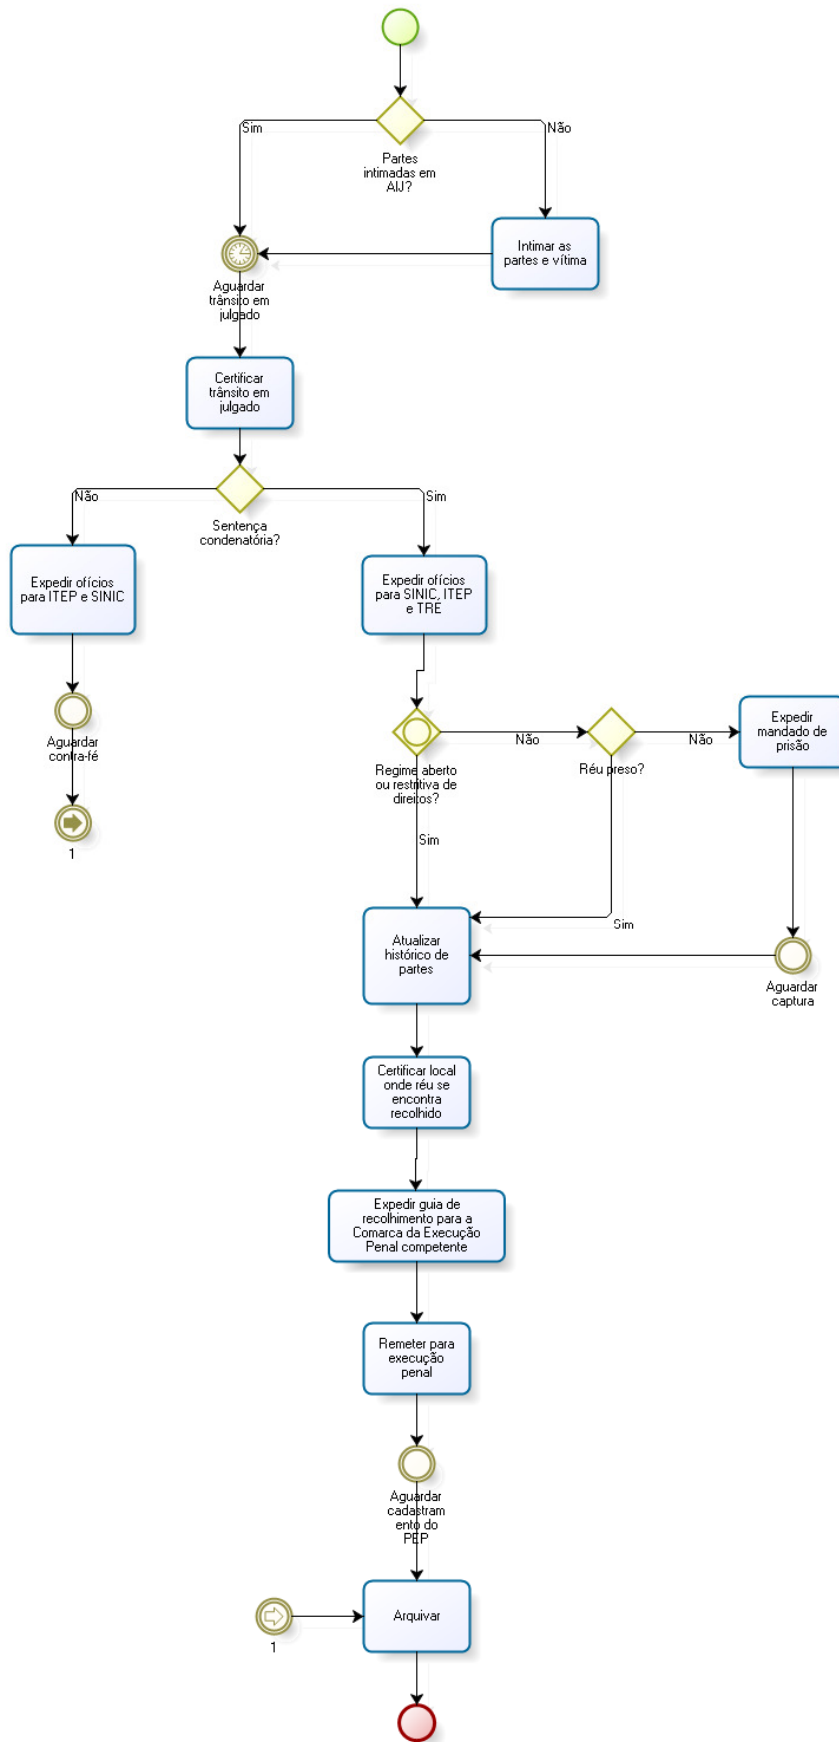 Sim
Não
Partes
intimadas em
AIJ?
Intimar as
partes e vítima
Aguardar
trânsito em
julgado
Certificar
trânsito em
julgado
Não
Sim
Sentença
condenatória?
Expedir ofícios
para ITEP e SINIC
Expedir ofícios
para SINIC, ITEP
e TRE
Aguardar
contra-fé
1
Regime aberto
ou restritiva de
direitos?
Não
Réu preso?
Não
Expedir
mandado de
prisão
Sim
Sim
Atualizar
histórico de
partes
Aguardar
captura
Certificar local
onde réu se
encontra
recolhido
Expedir guia de
recolhimento para a
Comarca da Execução
Penal competente
Remeter para
execução
penal
Aguardar
cadastram
ento do
PEP
1
Arquivar